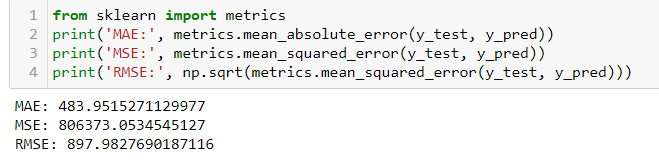 1 from sklearn import metrics
2 print('MAE:', metrics.mean_absolute_error(y_test, y_pred))
3 print('MSE:', metrics.mean_squared_error(y_test, y_pred))
4 print('RMSE:', np.sqrt(metrics.mean_squared_error(y_test, y_pred)))
MAE: 483.9515271129977
MSE: 806373.0534545127
RMSE: 897.9827690187116